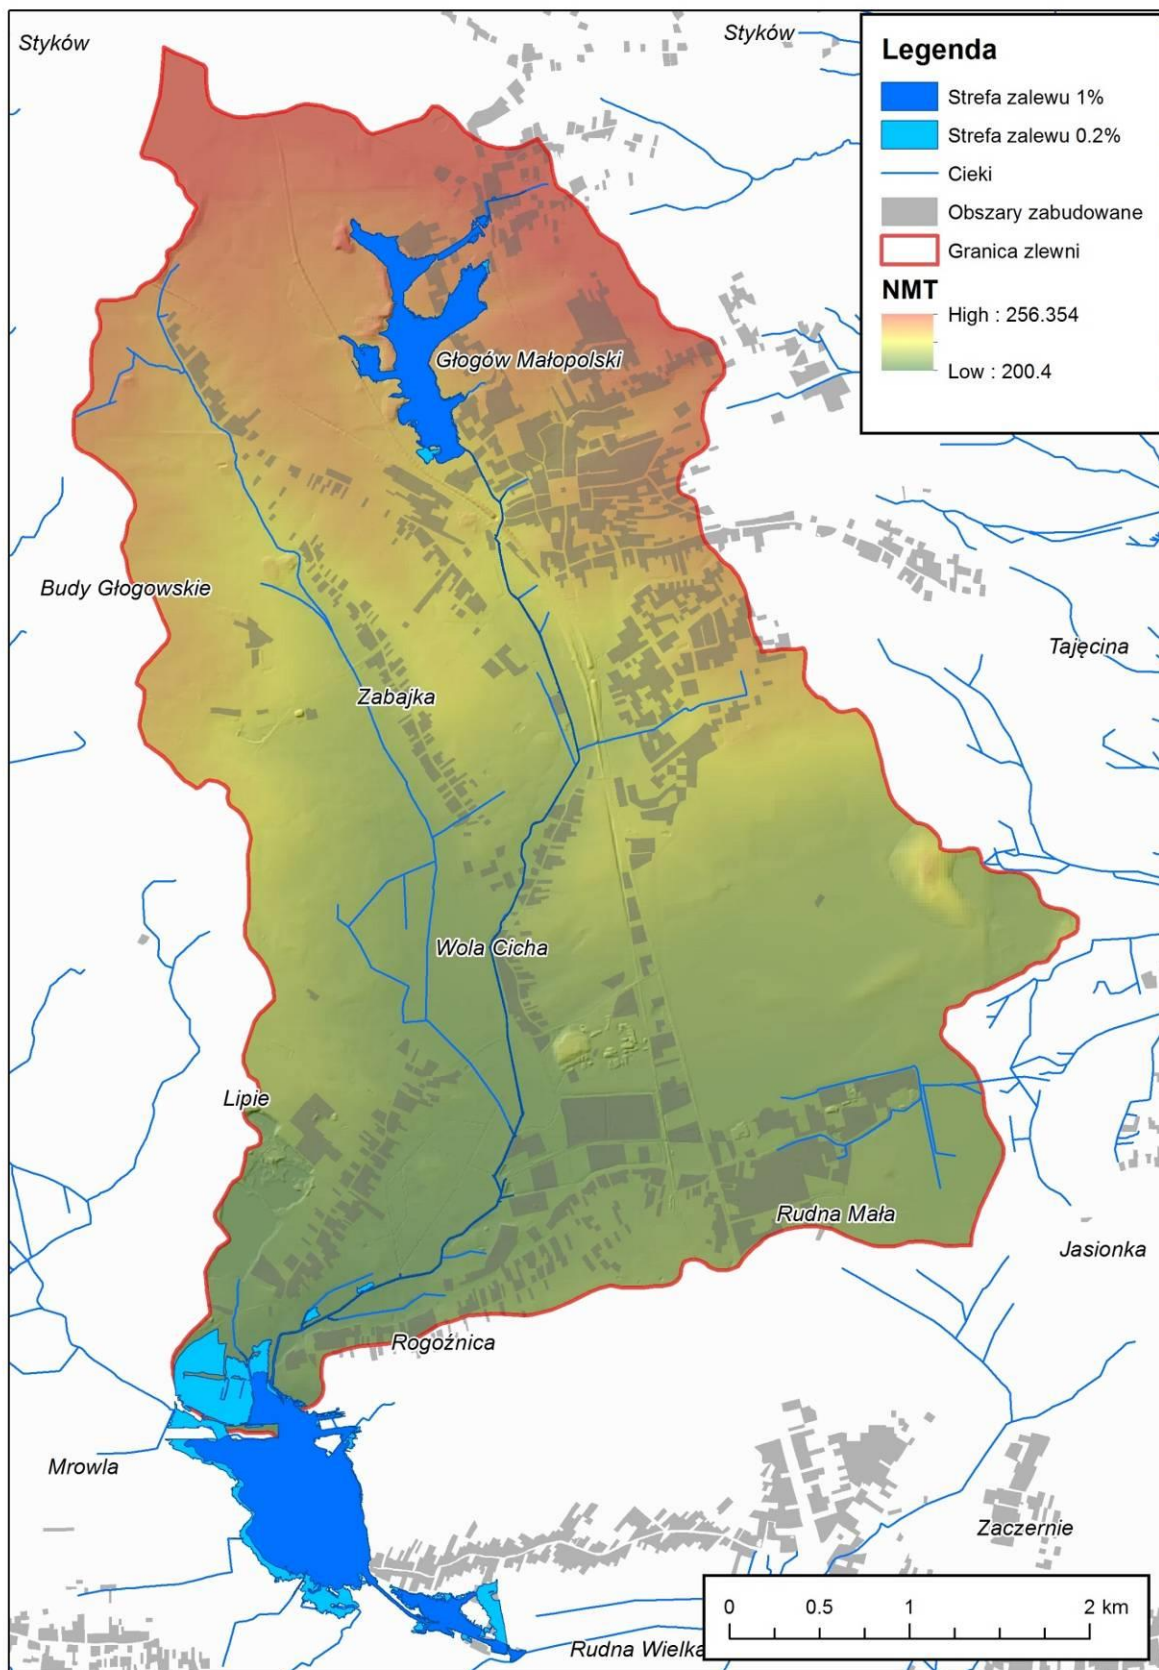 Styków
Styków
Legenda
Strefa zalewu 1%
Strefa zalewu 0.2%
Cieki
Obszary zabudowane
Granica zlewni
NMT
High : 256.354
Low : 200.4
Głogów Małopolski
Budy Głogowskie
Tajęcina
Zabajka
Wola Cicha
Lipie
Rudna Mała
Jasionka
Rogoźnica
Mrowla
Zaczernie
0 0.5 1 2 km
Rudna Wielka